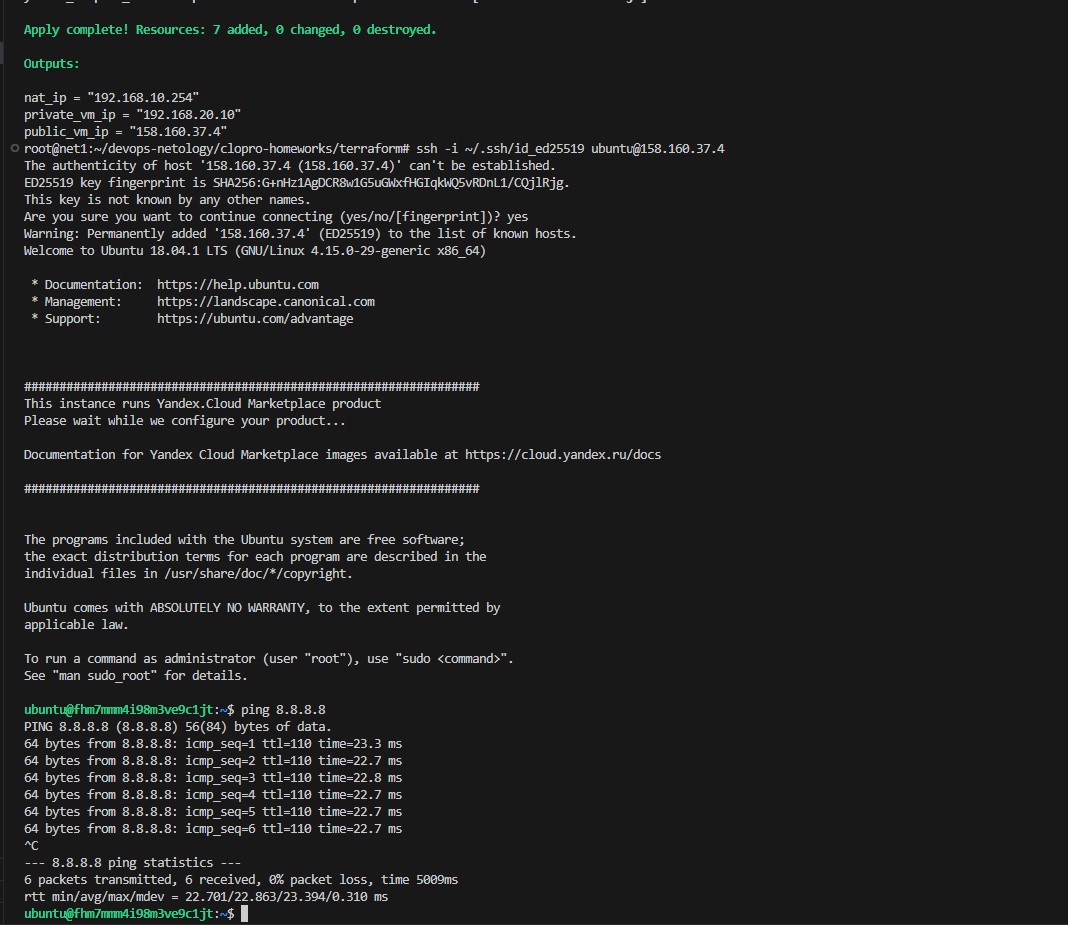 Apply complete! Resources: 7 added, 0 changed, 0 destroyed.
Outputs:
nat_ip = "192.168.10.254"
private_vm_ip = "192.168.20.10"
public_vm_ip = "158.160.37.4"
root@net1:~/devops-netology/clopro-homeworks/terraform# ssh -i ~/.ssh/id_ed25519 ubuntu@158.160.37.4
The authenticity of host '158.160.37.4 (158.160.37.4)' can't be established.
ED25519 key fingerprint is SHA256:G+nHz1AgDCR8w1G5uGWxfHGIqkWQ5vRDnL1/CQjlRjg.
This key is not known by any other names.
Are you sure you want to continue connecting (yes/no/[fingerprint])? yes
Warning: Permanently added '158.160.37.4' (ED25519) to the list of known hosts.
Welcome to Ubuntu 18.04.1 LTS (GNU/Linux 4.15.0-29-generic x86_64)
* Documentation:  https://help.ubuntu.com
* Management:     https://landscape.canonical.com
* Support:        https://ubuntu.com/advantage
#################################################################
This instance runs Yandex.Cloud Marketplace product
Please wait while we configure your product...
Documentation for Yandex Cloud Marketplace images available at https://cloud.yandex.ru/docs
#################################################################
The programs included with the Ubuntu system are free software;
the exact distribution terms for each program are described in the
individual files in /usr/share/doc/*/copyright.
Ubuntu comes with ABSOLUTELY NO WARRANTY, to the extent permitted by
applicable law.
To run a command as administrator (user "root"), use "sudo <command>".
See "man sudo_root" for details.
ubuntu@fhm7mmm4i98m3ve9c1jt:~$ ping 8.8.8.8
PING 8.8.8.8 (8.8.8.8) 56(84) bytes of data.
64 bytes from 8.8.8.8: icmp_seq=1 ttl=110 time=23.3 ms
64 bytes from 8.8.8.8: icmp_seq=2 ttl=110 time=22.7 ms
64 bytes from 8.8.8.8: icmp_seq=3 ttl=110 time=22.8 ms
64 bytes from 8.8.8.8: icmp_seq=4 ttl=110 time=22.7 ms
64 bytes from 8.8.8.8: icmp_seq=5 ttl=110 time=22.7 ms
64 bytes from 8.8.8.8: icmp_seq=6 ttl=110 time=22.7 ms
^C
--- 8.8.8.8 ping statistics ---
6 packets transmitted, 6 received, 0% packet loss, time 5009ms
rtt min/avg/max/mdev = 22.701/22.863/23.394/0.310 ms
ubuntu@fhm7mmm4i98m3ve9c1jt:~$